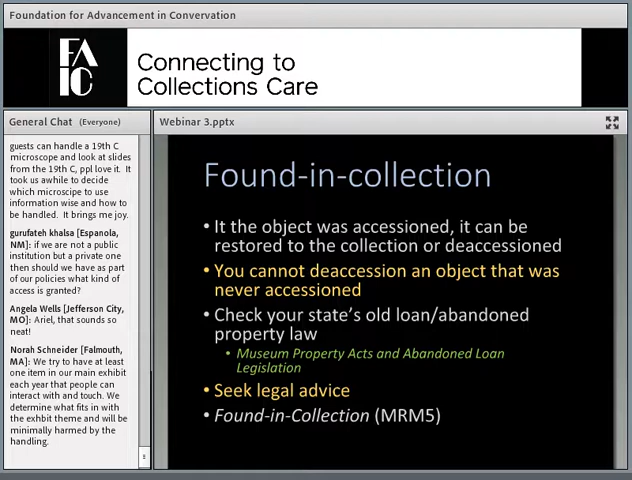 Foundation for Advancement in Convervation
FA
IC
Connecting to
Collections Care
General Chat (Everyone)
guests can handle a 19th C
microscope and look at slides
from the 19th C, ppl love it. It
took us awhile to decide
which microscipe to use
information wise and how to
be handled. It brings me joy.
gurufateh khalsa [Espanola,
NM]: if we are not a public
institution but a private one
then should we have as part
of our policies what kind of
access is granted?
Angela Wells [Jefferson City,
MO]: Ariel, that sounds so
neat!
Norah Schneider [Falmouth,
MA]: We try to have at least
one item in our main exhibit
each year that people can
interact with and touch. We
determine what fits in with
the exhbit theme and will be
minimally harmed by the
handling.
Webinar 3.pptx
Found-in-collection
• It the object was accessioned, it can be
restored to the collection or deaccessioned
• You cannot deaccession an object that was
never accessioned
• Check your state's old loan/abandoned
property law
• Museum Property Acts and Abandoned Loan
Legislation
• Seek legal advice
• Found-in-Collection (MRM5)